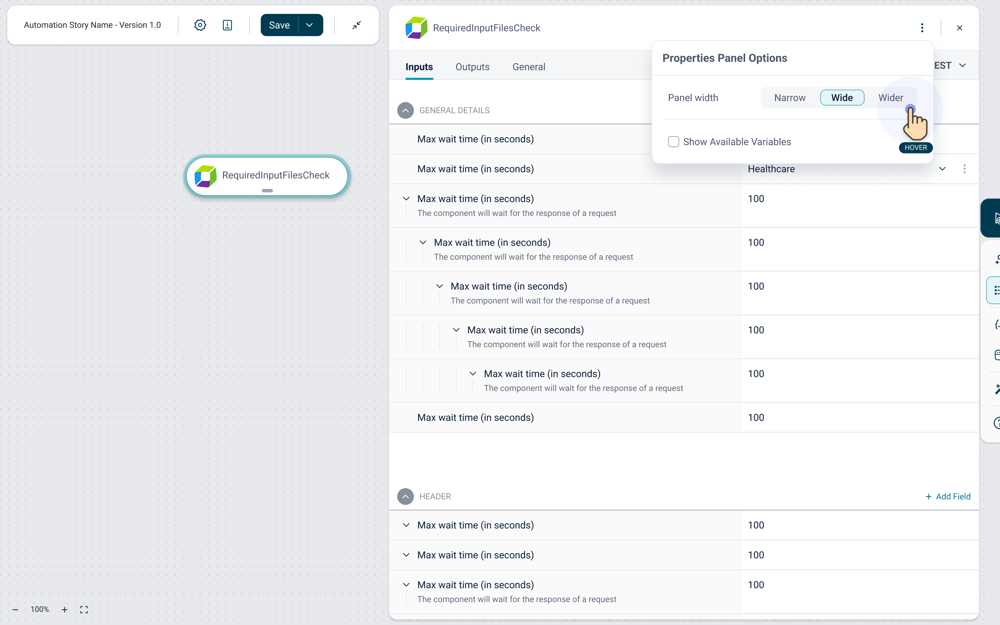 Automation Story Name - Version 1.0
Save
RequiredInputFilesCheck
Inputs
Outputs
General
EST
Properties Panel Options
Panel width
Narrow
Wide
Wider
Show Available Variables
HOVER
GENERAL DETAILS
Max wait time (in seconds)
Max wait time (in seconds)
Healthcare
Max wait time (in seconds)
100
The component will wait for the response of a request
Max wait time (in seconds)
100
The component will wait for the response of a request
Max wait time (in seconds)
100
The component will wait for the response of a request
Max wait time (in seconds)
100
The component will wait for the response of a request
Max wait time (in seconds)
100
The component will wait for the response of a request
Max wait time (in seconds)
100
HEADER
+ Add Field
Max wait time (in seconds)
100
Max wait time (in seconds)
100
Max wait time (in seconds)
100
The component will wait for the response of a request
RequiredInputFilesCheck
100%